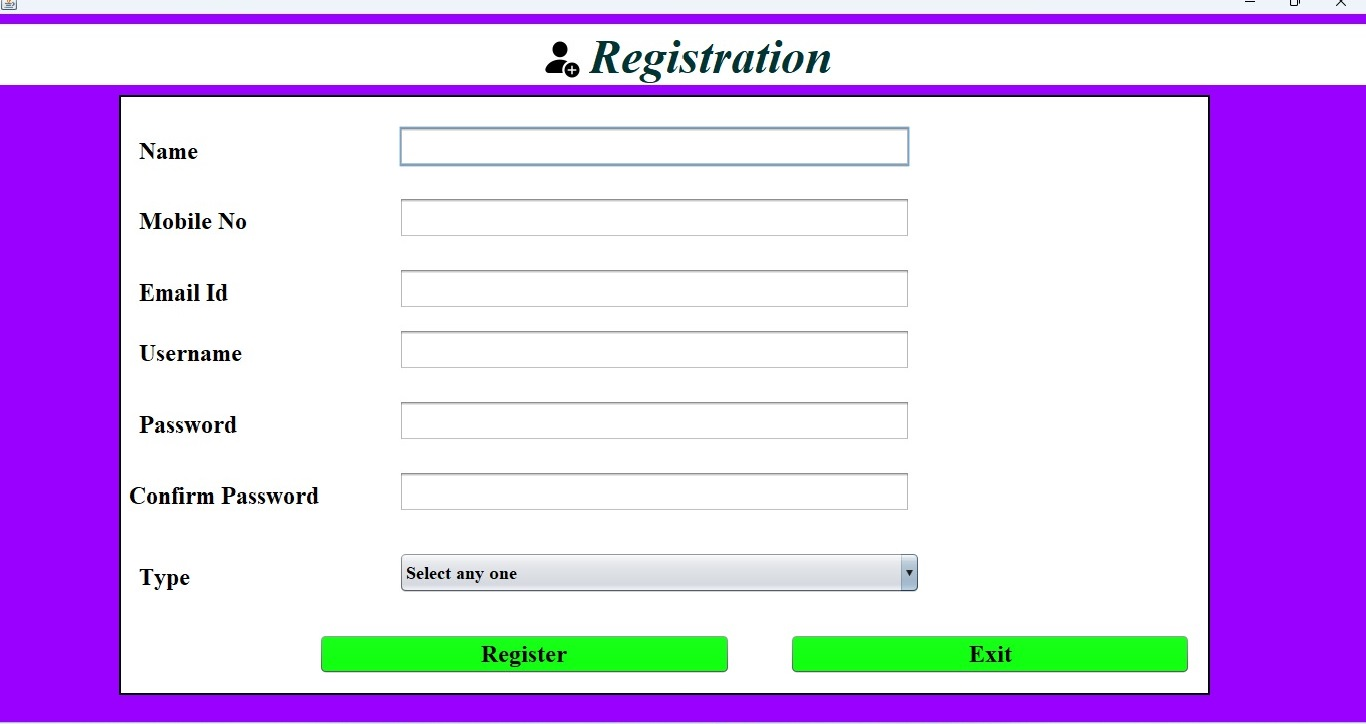 Registration
Name
Mobile No
Email Id
Username
Password
Confirm Password
Type
Select any one
Register
Exit